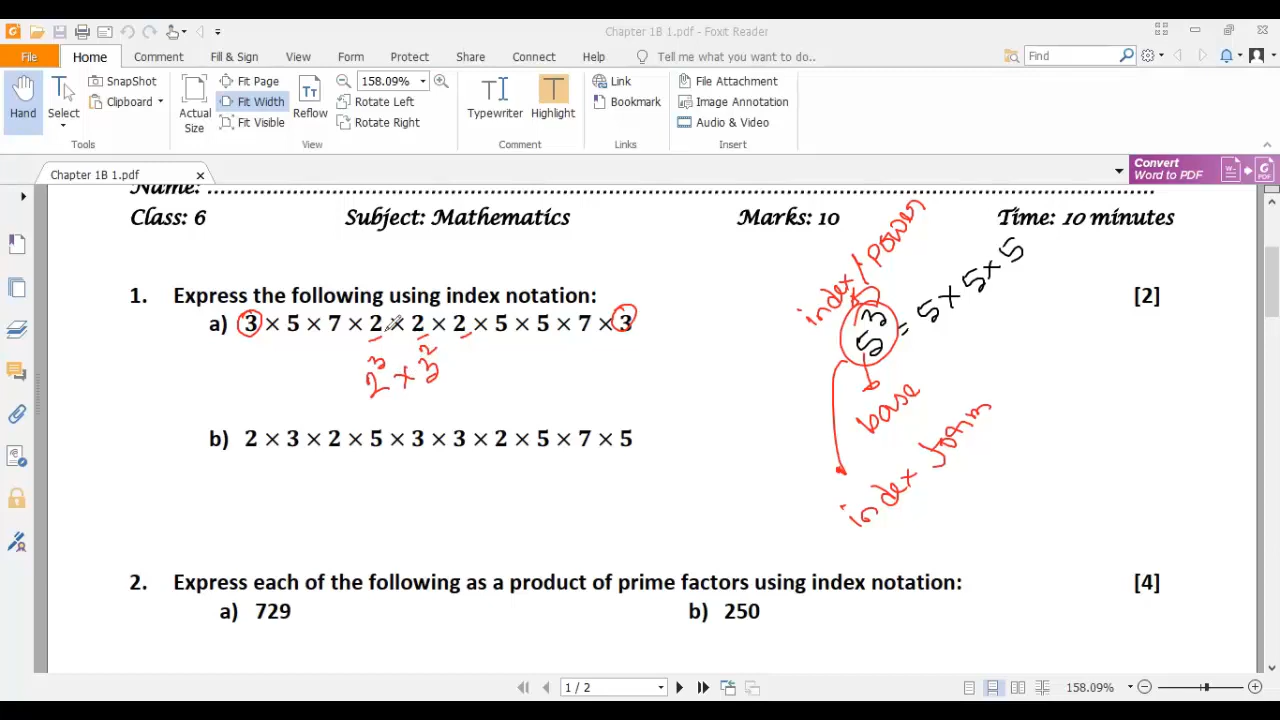 Chapter 1B 1.pdf - Foxit Reader
File Home Comment Fill & Sign View Form Protect Share Connect Help Tell me what you want to do.. Find
Hand Select SnapShot Clipboard Actual Size Fit Page Fit Width Fit Visible Reflow 158.09% Rotate Left Rotate Right Typewriter Highlight Link Bookmark File Attachment Image Annotation Audio & Video
Tools View Comment Links Insert
Chapter 1B 1.pdf
Convert
Word to PDF
Name: ..........
Class: 6 Subject: Mathematics Marks: 10 Time: 10 minutes
index / power
1. Express the following using index notation: [2]
a) 3 × 5 × 7 × 2 × 2 × 2 × 5 × 5 × 7 × 3
5³ = 5 × 5 × 5
2³ × 3²
base
b) 2 × 3 × 2 × 5 × 3 × 3 × 2 × 5 × 7 × 5
index form
2. Express each of the following as a product of prime factors using index notation: [4]
a) 729 b) 250
1 / 2 158.09%